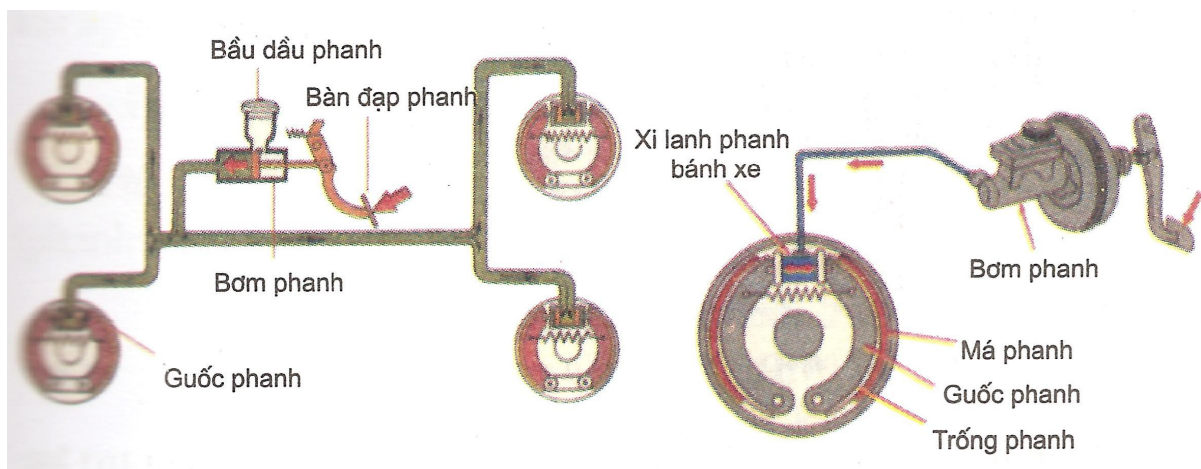 Bầu dầu phanh
Bàn đạp phanh
Bơm phanh
Guốc phanh
Xi lanh phanh
bánh xe
Bơm phanh
Má phanh
Guốc phanh
Trống phanh